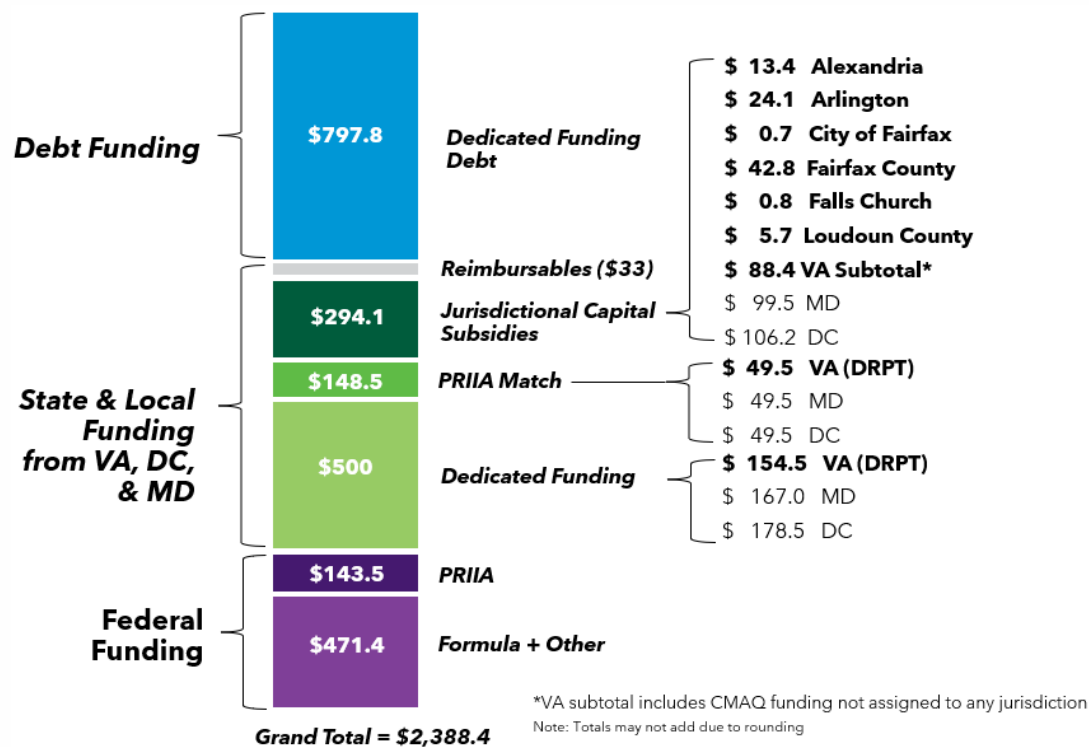 Debt Funding
$797.8
Dedicated Funding
Debt
State & Local
Funding
from VA, DC,
& MD
Reimbursables ($33)
$294.1
Jurisdictional Capital
Subsidies
$ 13.4 Alexandria
$ 24.1 Arlington
$ 0.7 City of Fairfax
$ 42.8 Fairfax County
$ 0.8 Falls Church
$ 5.7 Loudoun County
$ 88.4 VA Subtotal*
$ 99.5 MD
$ 106.2 DC
$148.5
PRIIA Match
$ 49.5 VA (DRPT)
$ 49.5 MD
$ 49.5 DC
$500
Dedicated Funding
$ 154.5 VA (DRPT)
$ 167.0 MD
$ 178.5 DC
Federal
Funding
$143.5
PRIIA
$471.4
Formula + Other
Grand Total = $2,388.4
*VA subtotal includes CMAQ funding not assigned to any jurisdiction
Note: Totals may not add due to rounding